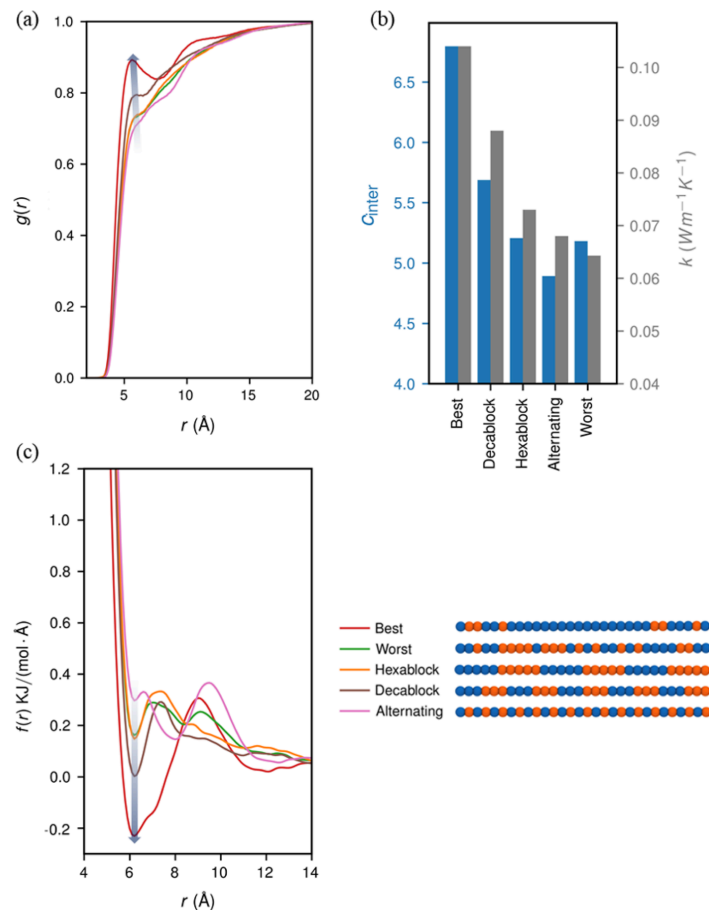 (a)
1.0
0.8
0.6
0.4
0.2
0.0
g(r)
5
10
15
20
r (Å)
(b)
6.5
6.0
5.5
5.0
4.5
4.0
Cinter
0.10
0.09
0.08
0.07
0.06
0.05
0.04
k (Wm⁻¹K⁻¹)
Best
Decablock
Hexablock
Alternating
Worst
(c)
1.2
1.0
0.8
0.6
0.4
0.2
0.0
-0.2
f(r) KJ/(mol· Å)
4
6
8
10
12
14
r (Å)
Best
Worst
Hexablock
Decablock
Alternating